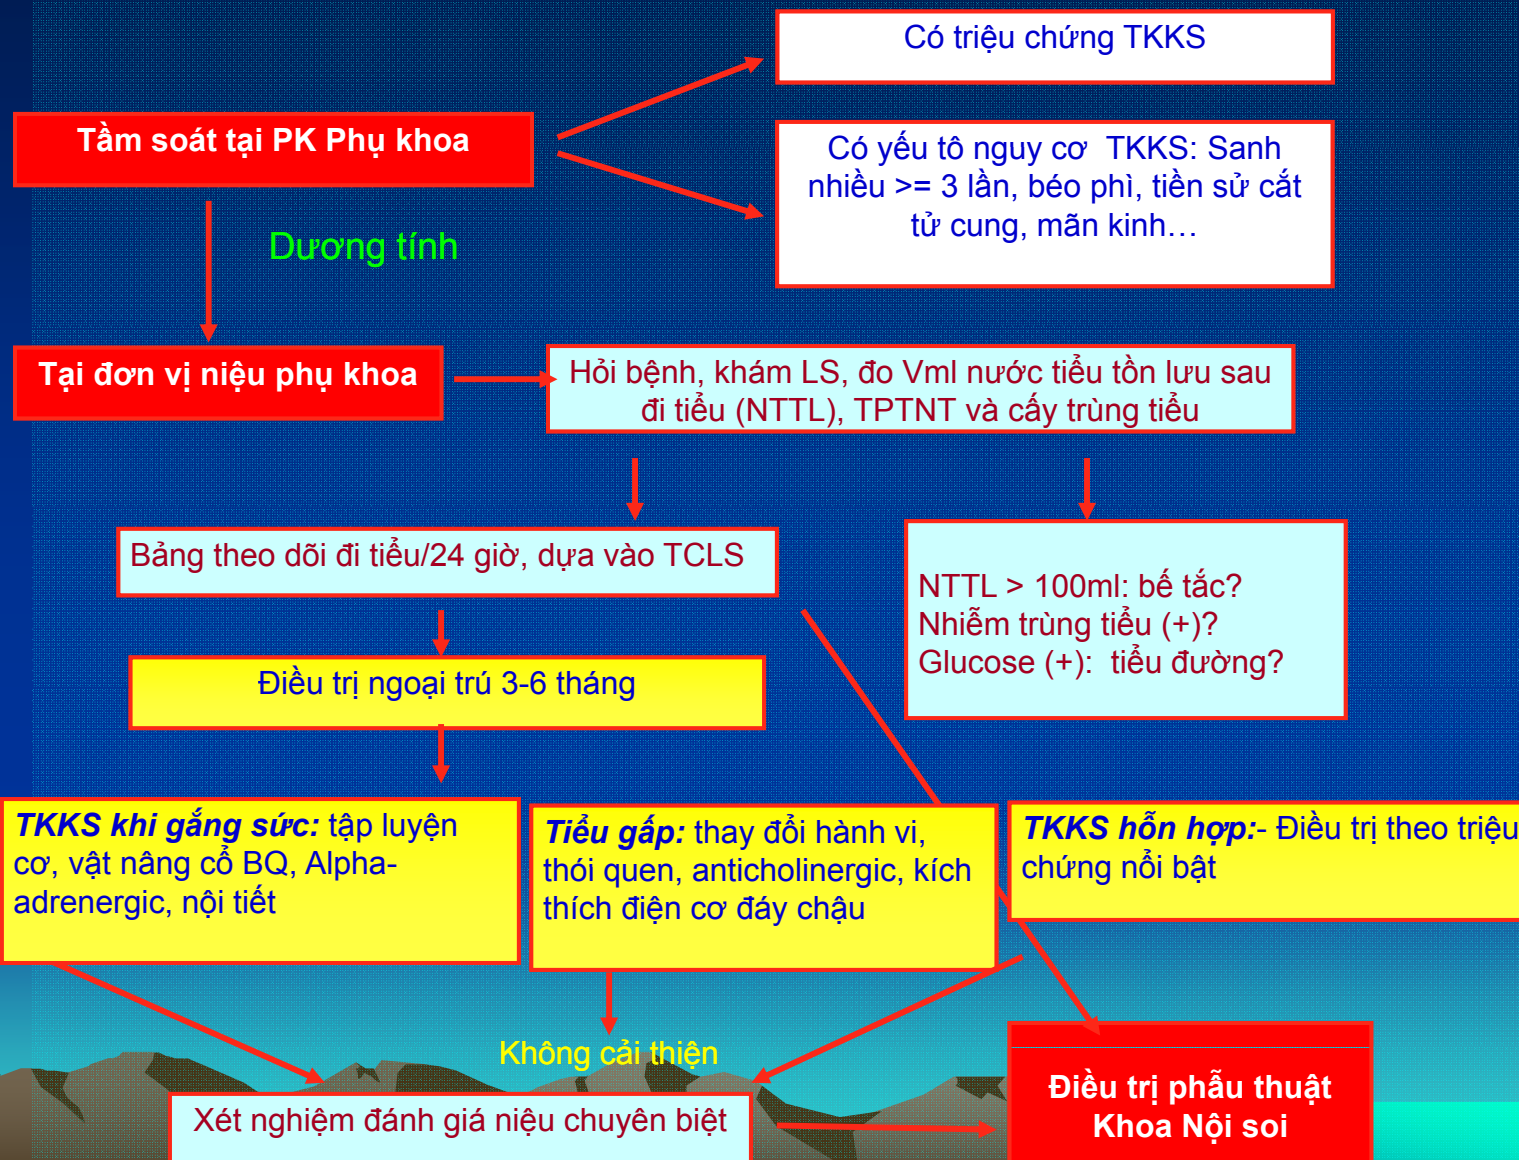 Có triệu chứng TKKS
Tầm soát tại PK Phụ khoa
Có yếu tô nguy cơ  TKKS: Sanh
nhiều >= 3 lần, béo phì, tiền sử cắt
tử cung, mãn kinh…
Dương tính
Tại đơn vị niệu phụ khoa
Hỏi bệnh, khám LS, đo Vml nước tiểu tồn lưu sau
đi tiểu (NTTL), TPTNT và cấy trùng tiểu
Bảng theo dõi đi tiểu/24 giờ, dựa vào TCLS
NTTL > 100ml: bế tắc?
Nhiễm trùng tiểu (+)?
Glucose (+):  tiểu đường?
Điều trị ngoại trú 3-6 tháng
TKKS khi gắng sức: tập luyện
cơ, vật nâng cổ BQ, Alpha-
adrenergic, nội tiết
Tiểu gấp: thay đổi hành vi,
thói quen, anticholinergic, kích
thích điện cơ đáy chậu
TKKS hỗn hợp:- Điều trị theo triệu
chứng nổi bật
Không cải thiện
Xét nghiệm đánh giá niệu chuyên biệt
Điều trị phẫu thuật
Khoa Nội soi